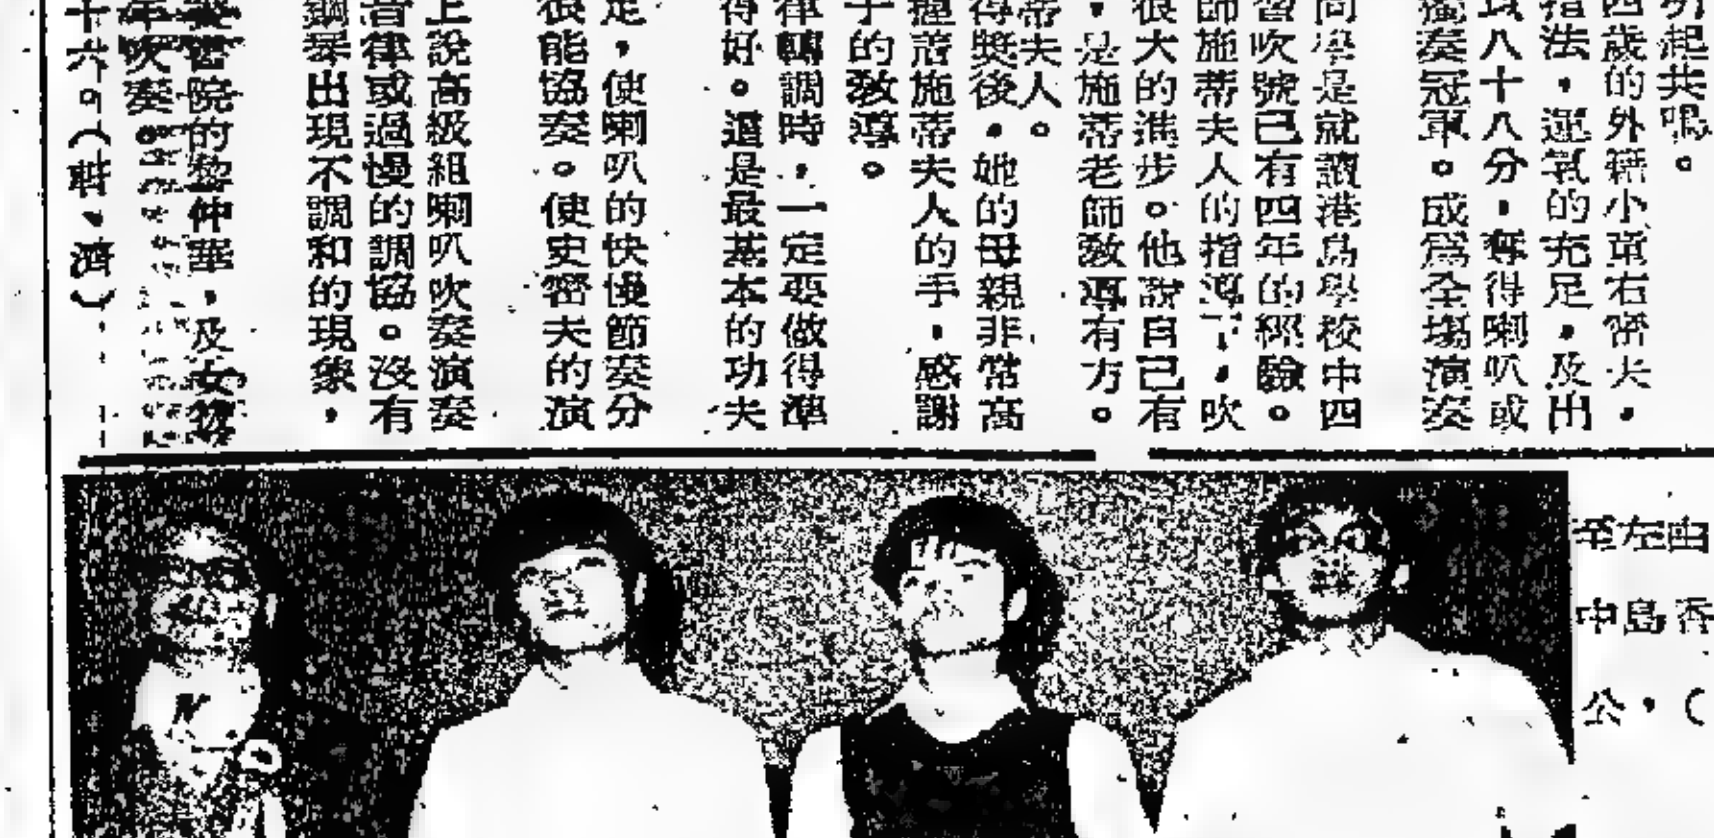 起共鳴。
四歲的外籍小童右密夫，
指法，運氣的充足，及出
八十八分，奪得喇叭或
獨奏冠軍。成為全場演奏
同學是就讀港島學校中四
習吹號已有四年的經驗。
師施蒂夫人的指導下，吹
很大的進步。他說自己有
，是施蒂老師教導有方。
蒂夫人。
得獎後，她的母親非常高
握着施蒂夫人的手，感謝
子的教導。
律轉調時，一定要做得準
得好。這是最基本的功夫
足，使喇叭的快慢節奏分
很能協奏。使史密夫的演
上說高級組喇叭吹奏演奏
音律或過慢的調協。沒有
鋼琴出現不調和的現象，
醫院的黎仲華，及女
年吹奏。
十六。（
由左至
香島中
（，公